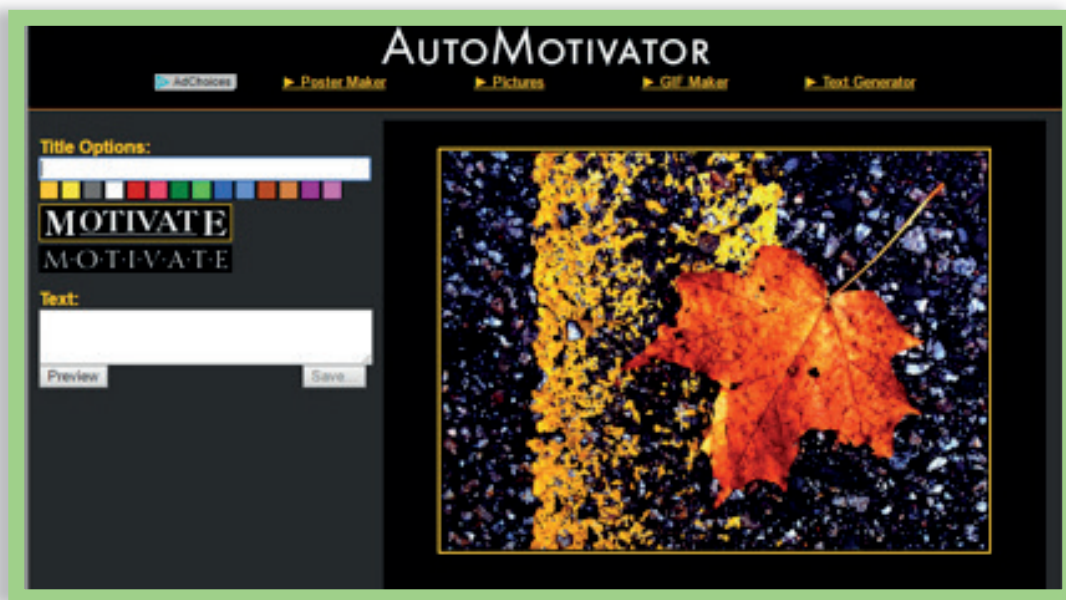 AUTOMOTIVATOR
AdChoices
► Poster Maker
► Pictures
► GIF Maker
► Text Generator
Title Options:
MOTIVATE
M·O·T·I·V·A·T·E
Text:
Preview
Save...